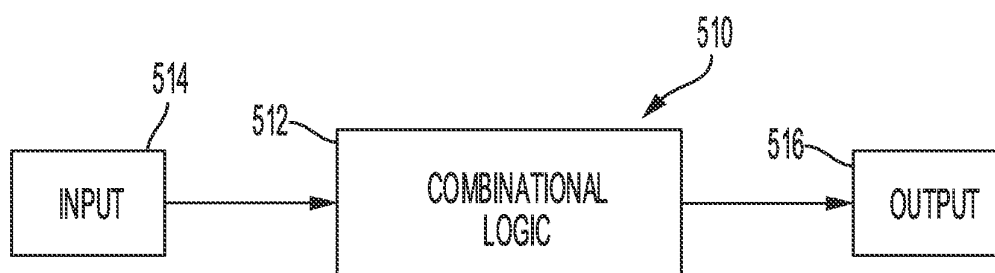 510
514
512
516
INPUT
COMBINATIONAL
LOGIC
OUTPUT